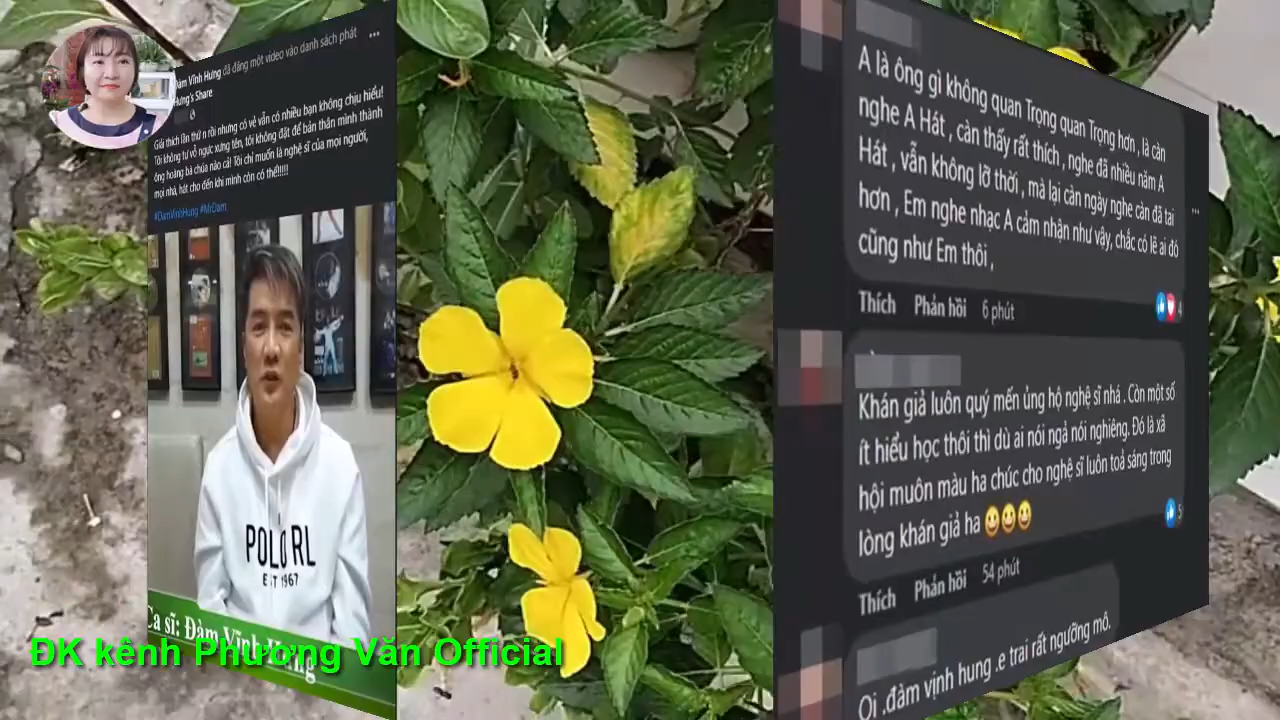 Đàm Vĩnh Hưng đã đăng một video vào danh sách phát
Hưng's Share
Giải thích lần thứ n rồi nhưng có vẻ vẫn có nhiều bạn không chịu hiểu!
Tôi không tự vỗ ngực xưng tên, tôi không đặt để bản thân mình thành
ông hoàng bà chúa nào cả! Tôi chỉ muốn là nghệ sĩ của mọi người,
mọi nhà, hát cho đến khi mình còn có thể!!!!!
#DamVinhHung #MrDam
POLO RL
EST 1967
Ca sĩ: Đàm Vĩnh Hưng
ĐK kênh Phương Văn Official
A là ông gì không quan Trọng quan Trọng hơn , là càn
nghe A Hát , càn thấy rất thích , nghe đã nhiều năm A
Hát , vẫn không lỡ thời , mà lại càn ngày nghe càn đã tai
hơn , Em nghe nhạc A cảm nhận như vậy, chắc có lẽ ai đó
cũng như Em thôi ,
Thích Phản hồi 6 phút
4
Khán giả luôn quý mến ủng hộ nghệ sĩ nhá . Còn một số
ít hiểu học thôi thì dù ai nói ngả nói nghiêng. Đó là xã
hội muôn màu ha chúc cho nghệ sĩ luôn toả sáng trong
lòng khán giả ha 😀😀😀
5
Thích Phản hồi 54 phút
Oi .đàm vịnh hung .e trai rất ngưỡng mô.